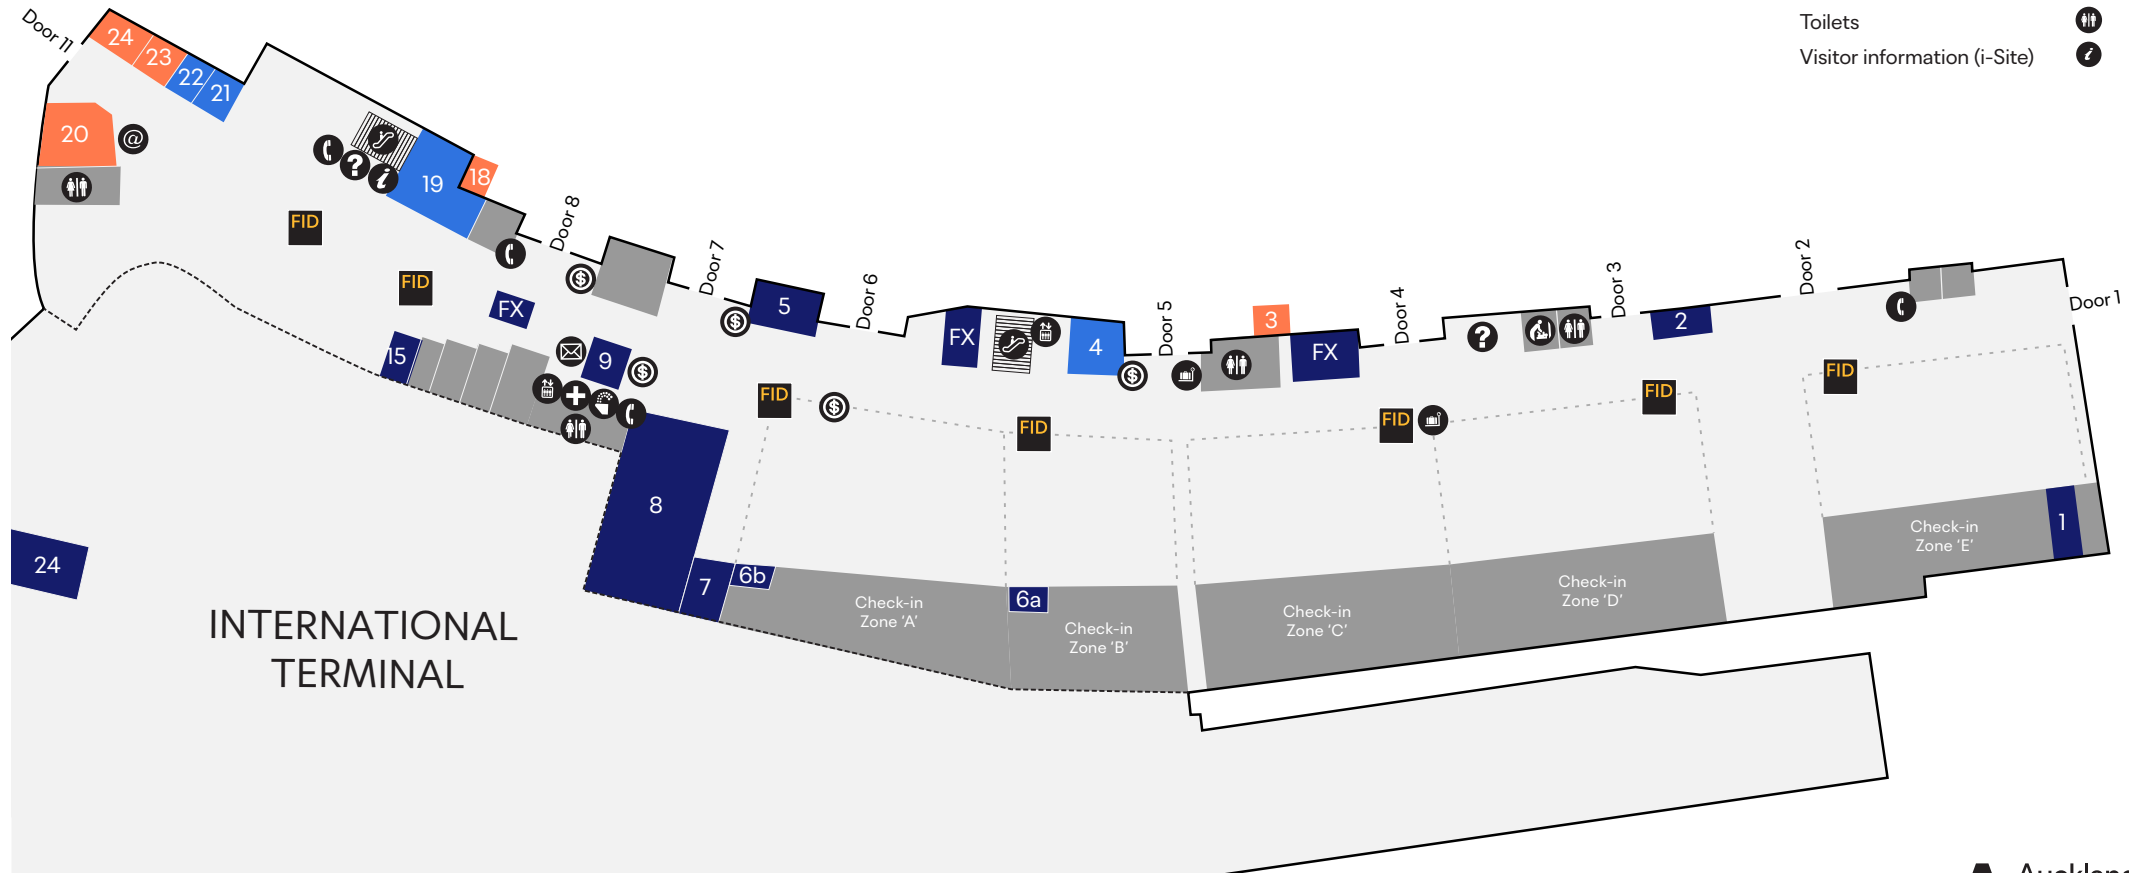 Door 11
24
23
22
21
20
@
Toilets
Visitor information (i-Site)
i
?
i
19
18
FID
Door 8
FID
FX
$
Door 7
5
$
Door 6
FX
4
$
Door 5
3
FX
Door 4
?
Door 3
2
Door 2
Door 1
15
9
$
FID
$
FID
FID
FID
FID
8
7
6b
6a
Check-in
Zone ‘A’
Check-in
Zone ‘B’
Check-in
Zone ‘C’
Check-in
Zone ‘D’
Check-in
Zone ‘E’
1
24
INTERNATIONAL
TERMINAL